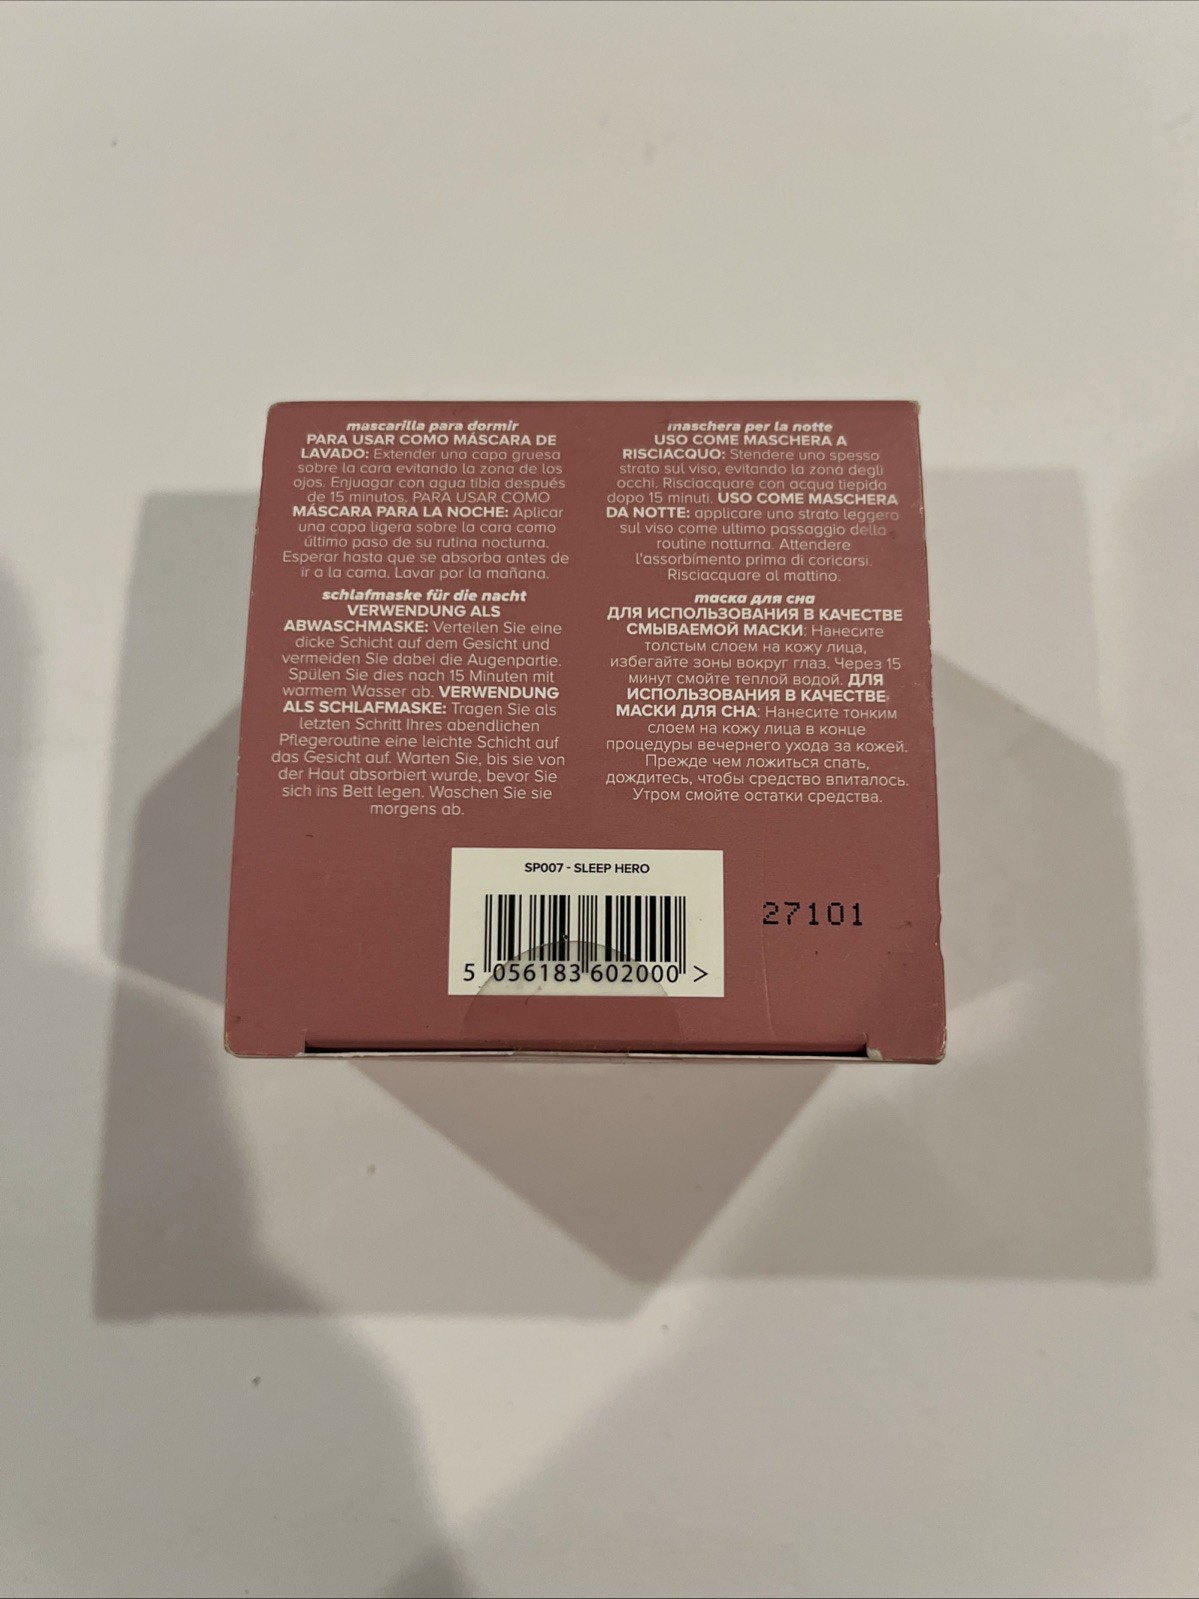 mascarilla para dormir
PARA USAR COMO MÁSCARA DE
LAVADO: Extender una capa gruesa
sobre la cara evitando la zona de los
ojos. Enjuagar con agua tibia después
de 15 minutos. PARA USAR COMO
MÁSCARA PARA LA NOCHE: Aplicar
una capa ligera sobre la cara como
último paso de su rutina nocturna.
Esperar hasta que se absorba antes de
ir a la cama. Lavar por la mañana.
schlafmaske für die nacht
VERWENDUNG ALS
ABWASCHMASKE: Verteilen Sie eine
dicke Schicht auf dem Gesicht und
vermeiden Sie dabei die Augenpartie.
Spülen Sie dies nach 15 Minuten mit
warmem Wasser ab. VERWENDUNG
ALS SCHLAFMASKE: Tragen Sie als
letzten Schritt Ihres abendlichen
Pflegeroutine eine leichte Schicht auf
das Gesicht auf. Warten Sie, bis sie von
der Haut absorbiert wurde, bevor Sie
sich ins Bett legen. Waschen Sie sie
morgens ab.
maschera per la notte
USO COME MASCHERA A
RISCIACQUO: Stendere uno spesso
strato sul viso, evitando la zona degli
occhi. Risciacquare con acqua tiepida
dopo 15 minuti. USO COME MASCHERA
DA NOTTE: applicare uno strato leggero
sul viso come ultimo passaggio della
routine notturna. Attendere
l'assorbimento prima di coricarsi.
Risciacquare al mattino.
маска для сна
ДЛЯ ИСПОЛЬЗОВАНИЯ В КАЧЕСТВЕ
СМЫВАЕМОЙ МАСКИ: Нанесите
толстым слоем на кожу лица,
избегайте зоны вокруг глаз. Через 15
минут смойте теплой водой. ДЛЯ
ИСПОЛЬЗОВАНИЯ В КАЧЕСТВЕ
МАСКИ ДЛЯ СНА: Нанесите тонким
слоем на кожу лица в конце
процедуры вечернего ухода за кожей.
Прежде чем ложиться спать,
дождитесь, чтобы средство впиталось.
Утром смойте остатки средства.
SP007 - SLEEP HERO
5 056183 602000 >
27101